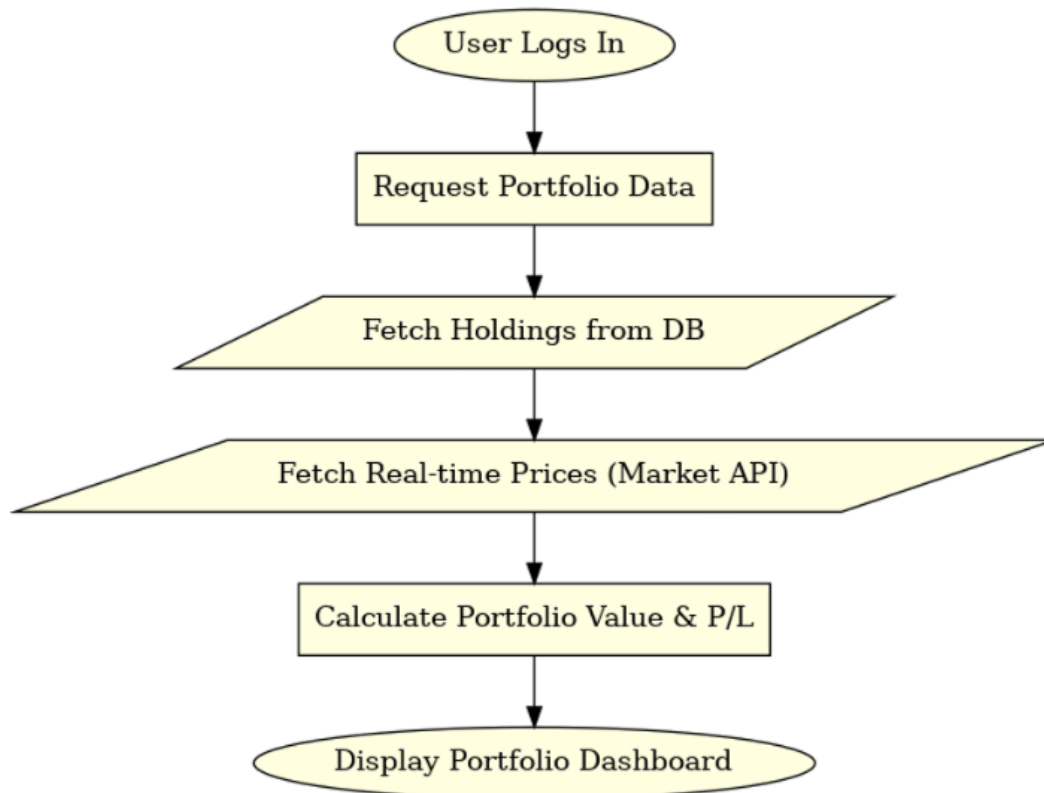 User Logs In
Request Portfolio Data
Fetch Holdings from DB
Fetch Real-time Prices (Market API)
Calculate Portfolio Value & P/L
Display Portfolio Dashboard